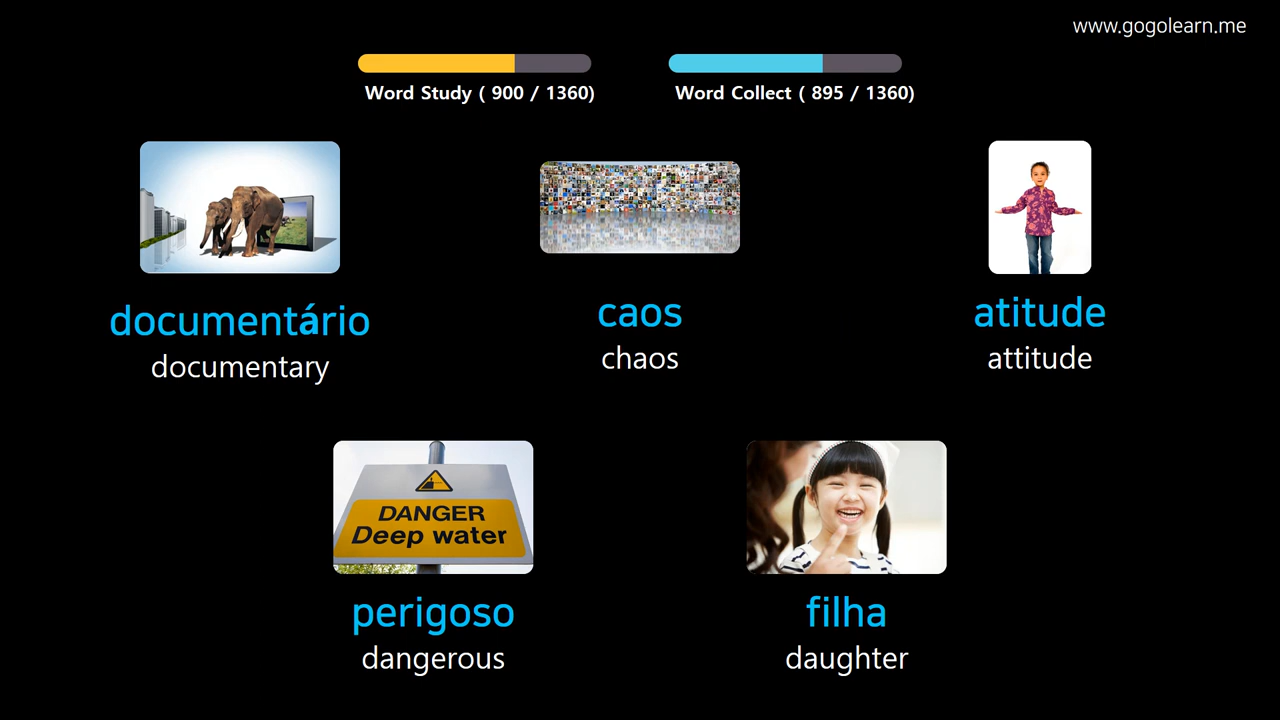 www.gogolearn.me
Word Study ( 900 / 1360)
Word Collect ( 895 / 1360)
documentário
documentary
caos
chaos
atitude
attitude
DANGER
Deep water
perigoso
dangerous
filha
daughter